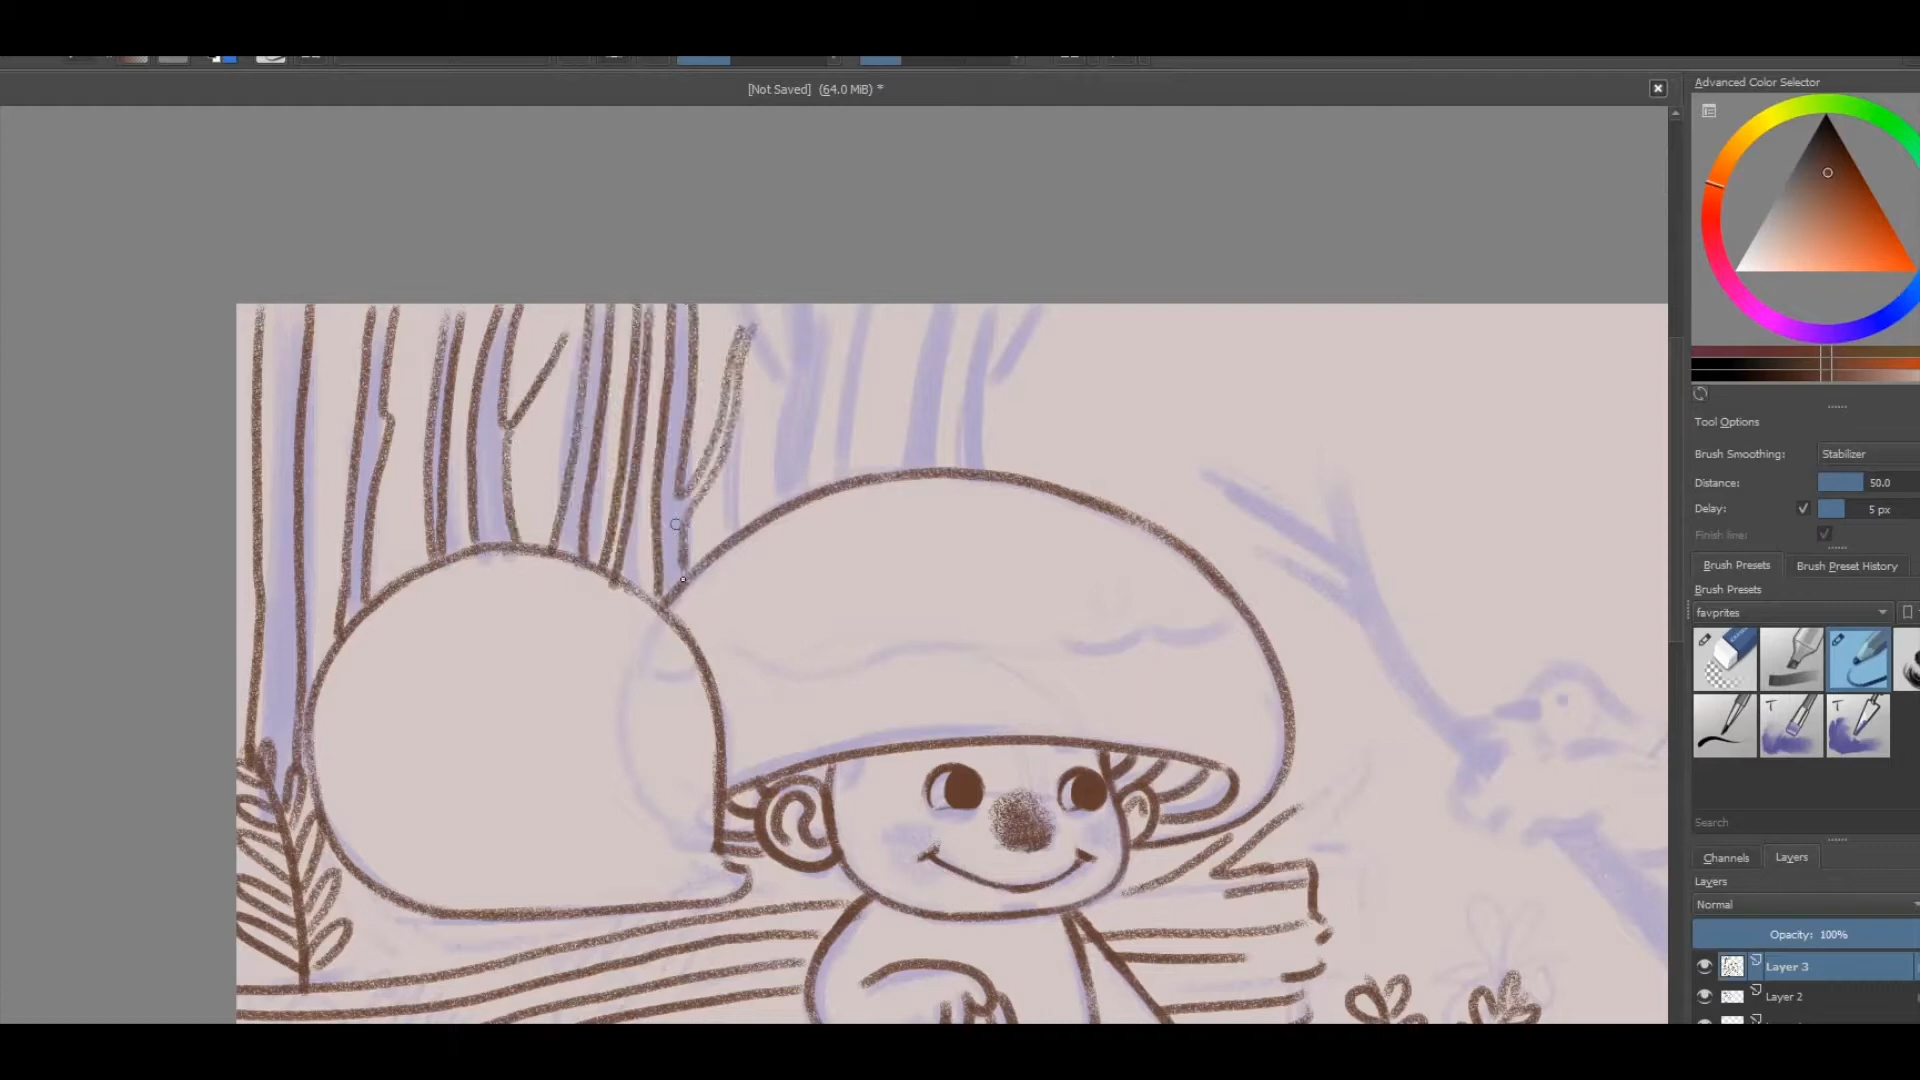 [Not Saved] (64.0 MiB) *
Advanced Color Selector
Tool Options
Brush Smoothing: Stabilizer
Distance: 50.0
Delay: 5 px
Finish line:
Brush Presets Brush Preset History
Brush Presets
favprites
T T
Search
Channels Layers
Layers
Normal
Opacity: 100%
Layer 3
Layer 2